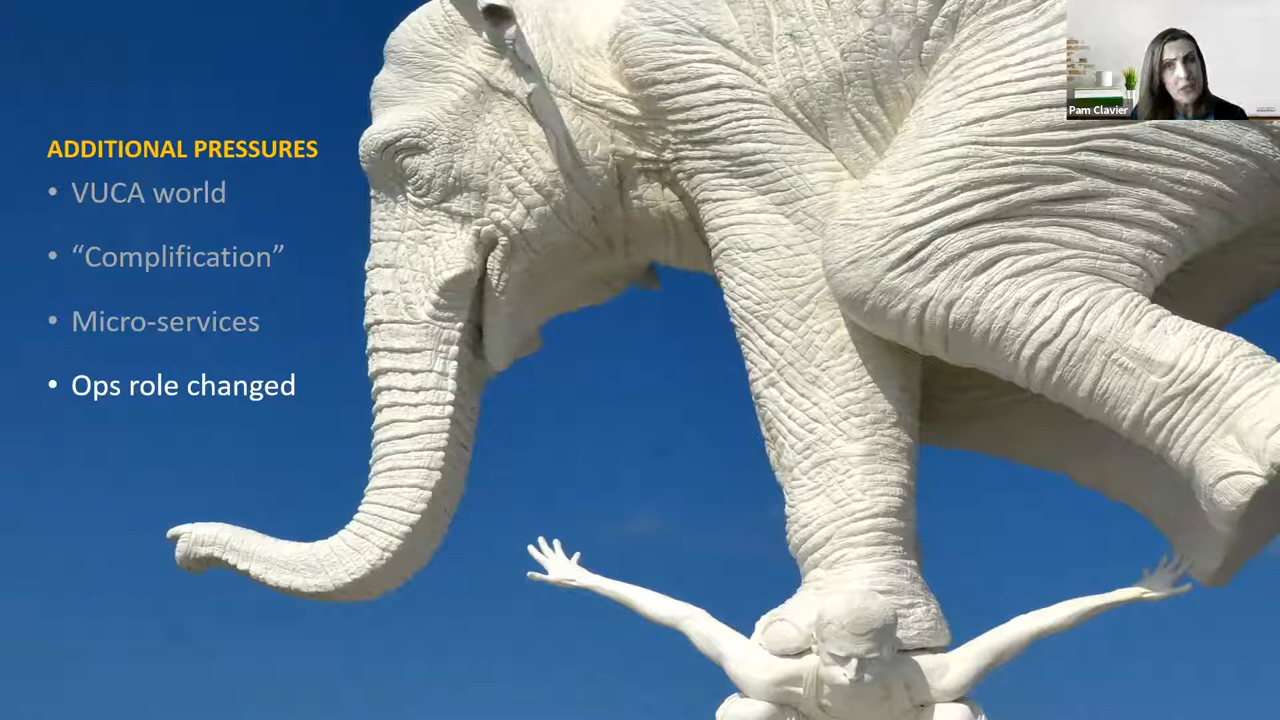 ADDITIONAL PRESSURES
• VUCA world
• “Complification”
• Micro-services
• Ops role changed
Pam Clavier